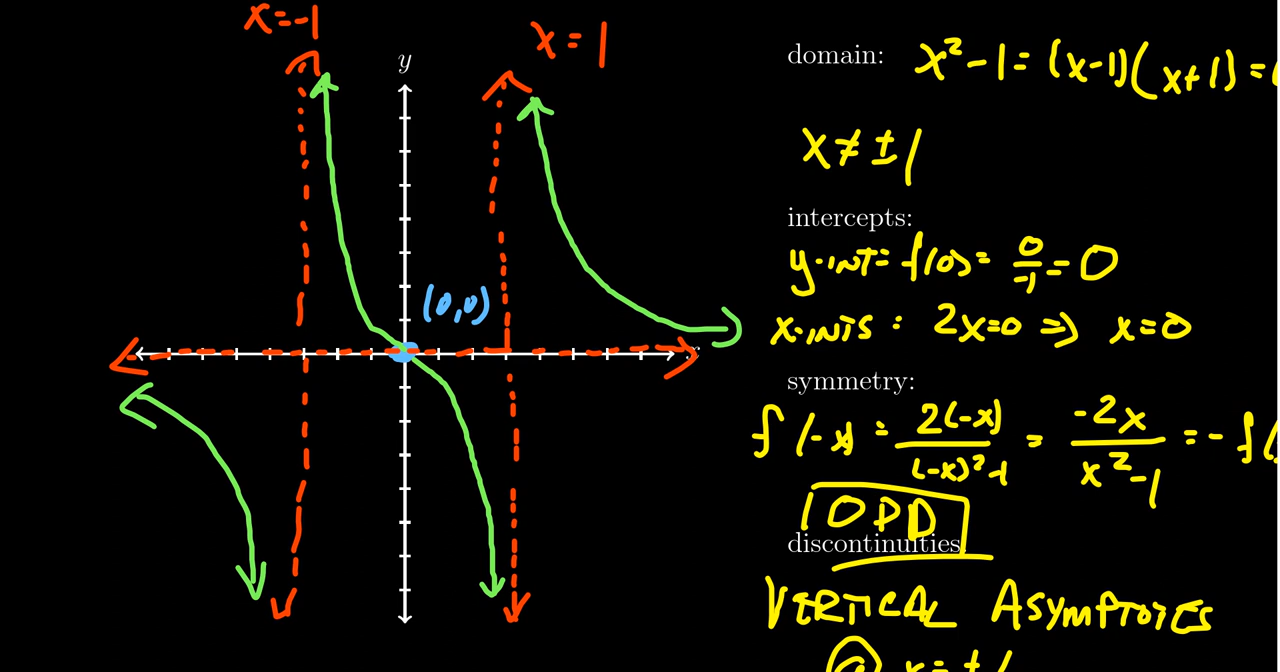 x=-1
x=1
y
(0,0)
x
domain: x²-1=(x-1)(x+1)=
x≠±1
intercepts:
y-int= f(0)= 0/-1 = 0
x-ints: 2x=0 ⇒ x=0
symmetry:
f(-x) = 2(-x)/(-x)²-1 = -2x/x²-1 = -f(
ODD
discontinuities:
VERTICAL ASYMPTOTES
@ x=±1